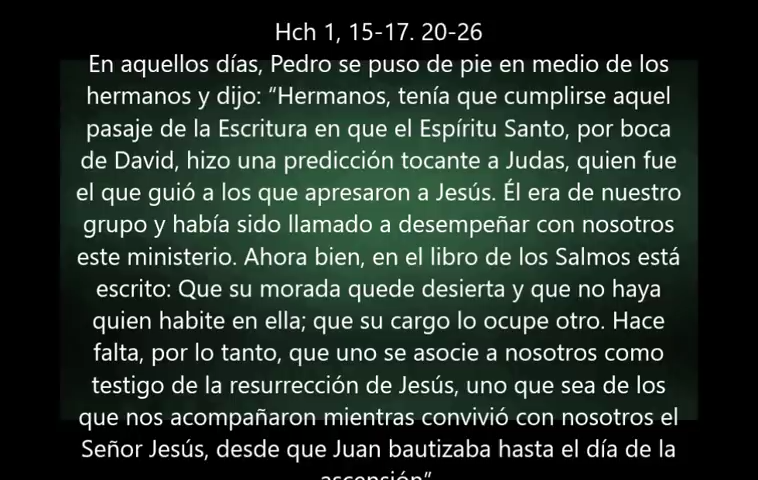 Hch 1, 15-17. 20-26
En aquellos días, Pedro se puso de pie en medio de los
hermanos y dijo: “Hermanos, tenía que cumplirse aquel
pasaje de la Escritura en que el Espíritu Santo, por boca
de David, hizo una predicción tocante a Judas, quien fue
el que guió a los que apresaron a Jesús. Él era de nuestro
grupo y había sido llamado a desempeñar con nosotros
este ministerio. Ahora bien, en el libro de los Salmos está
escrito: Que su morada quede desierta y que no haya
quien habite en ella; que su cargo lo ocupe otro. Hace
falta, por lo tanto, que uno se asocie a nosotros como
testigo de la resurrección de Jesús, uno que sea de los
que nos acompañaron mientras convivió con nosotros el
Señor Jesús, desde que Juan bautizaba hasta el día de la
ascensión”